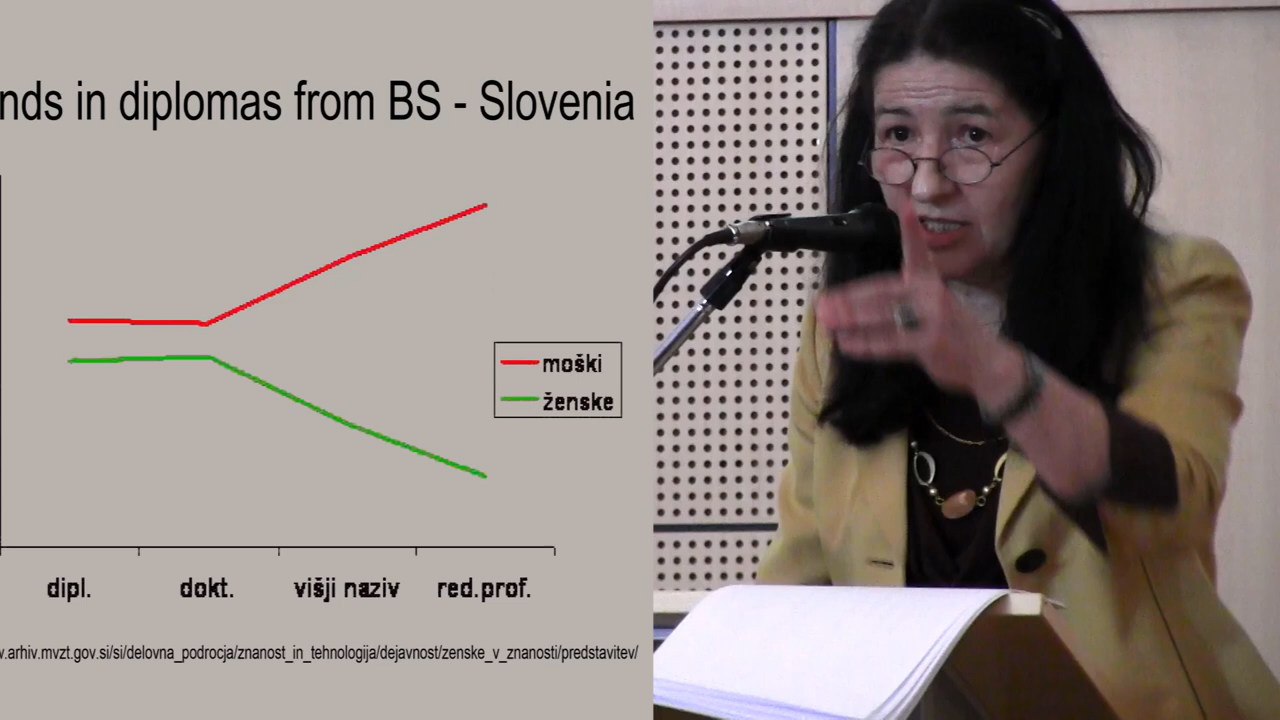 nds in diplomas from BS - Slovenia
moški
ženske
dipl. dokt. višji naziv red.prof.
.arhiv.mvzt.gov.si/si/delovna_podrocja/znanost_in_tehnologija/dejavnost/zenske_v_znanosti/predstavitev/